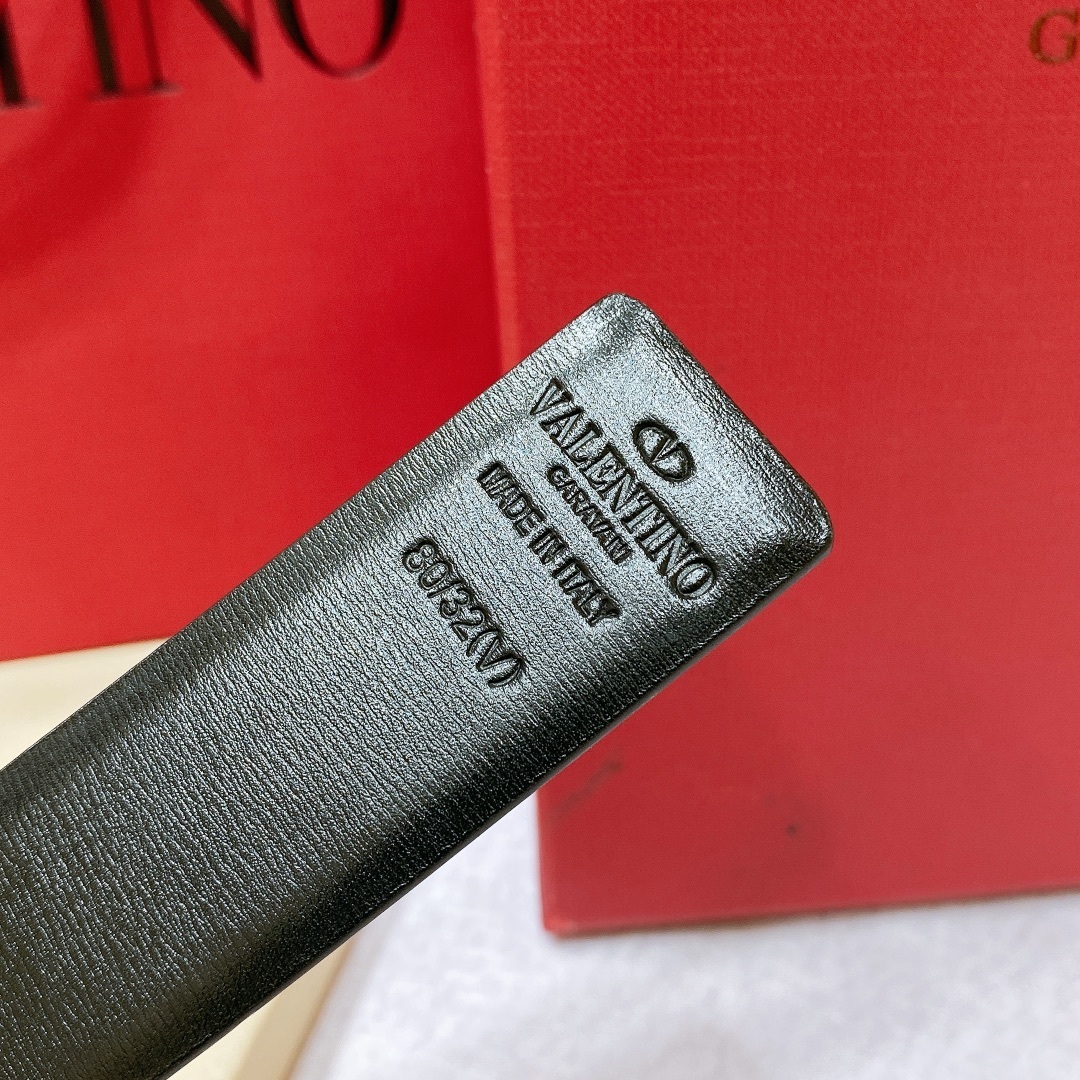 TINO
G
V
VALENTINO
GARAVANI
MADE IN ITALY
80/32(V)